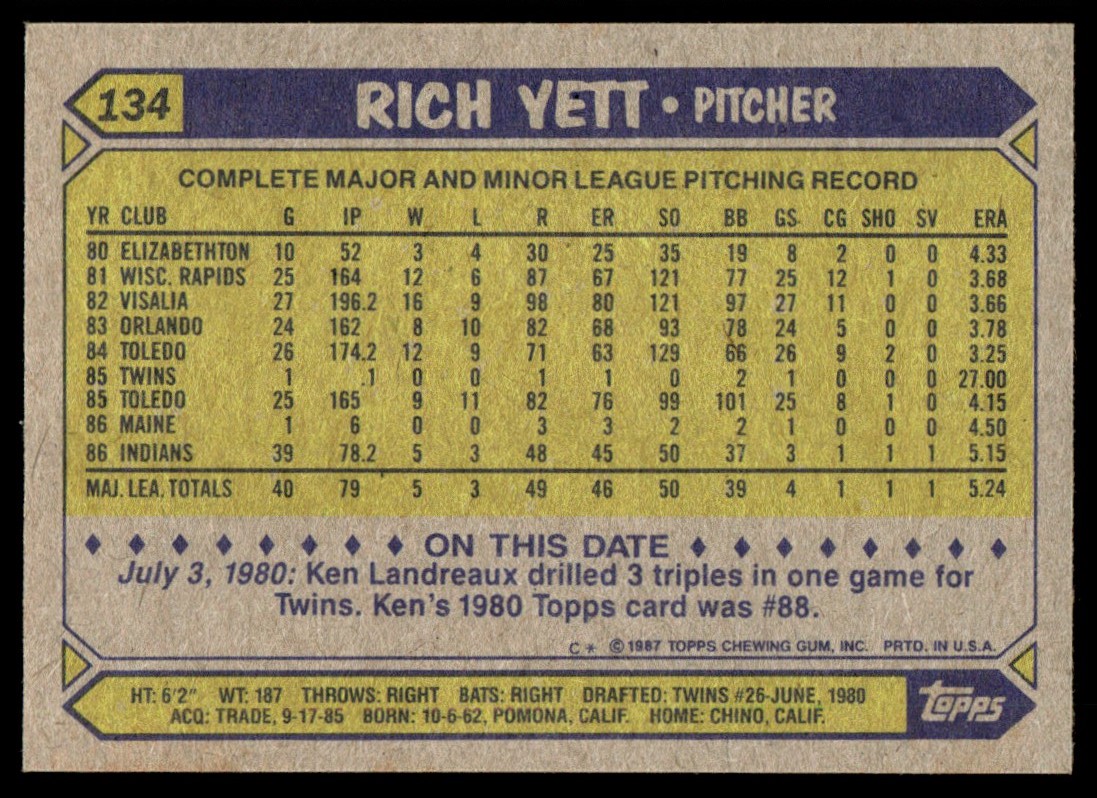 134 RICH YETT • PITCHER
COMPLETE MAJOR AND MINOR LEAGUE PITCHING RECORD
YR CLUB G IP W L R ER SO BB GS CG SHO SV ERA
80 ELIZABETHTON 10 52 3 4 30 25 35 19 8 2 0 0 4.33
81 WISC. RAPIDS 25 164 12 6 87 67 121 77 25 12 1 0 3.68
82 VISALIA 27 196.2 16 9 98 80 121 97 27 11 0 0 3.66
83 ORLANDO 24 162 8 10 82 68 93 78 24 5 0 0 3.78
84 TOLEDO 26 174.2 12 9 71 63 129 66 26 9 2 0 3.25
85 TWINS 1 .1 0 0 1 1 0 2 1 0 0 0 27.00
85 TOLEDO 25 165 9 11 82 76 99 101 25 8 1 0 4.15
86 MAINE 1 6 0 0 3 3 2 2 1 0 0 0 4.50
86 INDIANS 39 78.2 5 3 48 45 50 37 3 1 1 1 5.15
MAJ. LEA. TOTALS 40 79 5 3 49 46 50 39 4 1 1 1 5.24
ON THIS DATE
July 3, 1980: Ken Landreaux drilled 3 triples in one game for
Twins. Ken's 1980 Topps card was #88.
C* ©1987 TOPPS CHEWING GUM, INC. PRTD. IN U.S.A.
HT: 6'2" WT: 187 THROWS: RIGHT BATS: RIGHT DRAFTED: TWINS #26-JUNE, 1980
ACQ: TRADE, 9-17-85 BORN: 10-6-62, POMONA, CALIF. HOME: CHINO, CALIF.
Topps